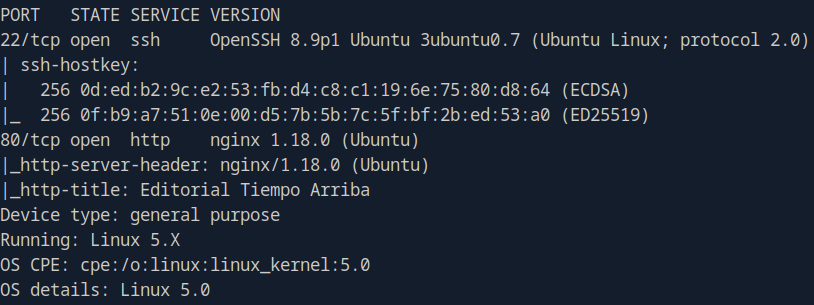 PORT   STATE SERVICE VERSION
22/tcp open  ssh     OpenSSH 8.9p1 Ubuntu 3ubuntu0.7 (Ubuntu Linux; protocol 2.0)
| ssh-hostkey:
|   256 0d:ed:b2:9c:e2:53:fb:d4:c8:c1:19:6e:75:80:d8:64 (ECDSA)
|_  256 0f:b9:a7:51:0e:00:d5:7b:5b:7c:5f:bf:2b:ed:53:a0 (ED25519)
80/tcp open  http    nginx 1.18.0 (Ubuntu)
|_http-server-header: nginx/1.18.0 (Ubuntu)
|_http-title: Editorial Tiempo Arriba
Device type: general purpose
Running: Linux 5.X
OS CPE: cpe:/o:linux:linux_kernel:5.0
OS details: Linux 5.0